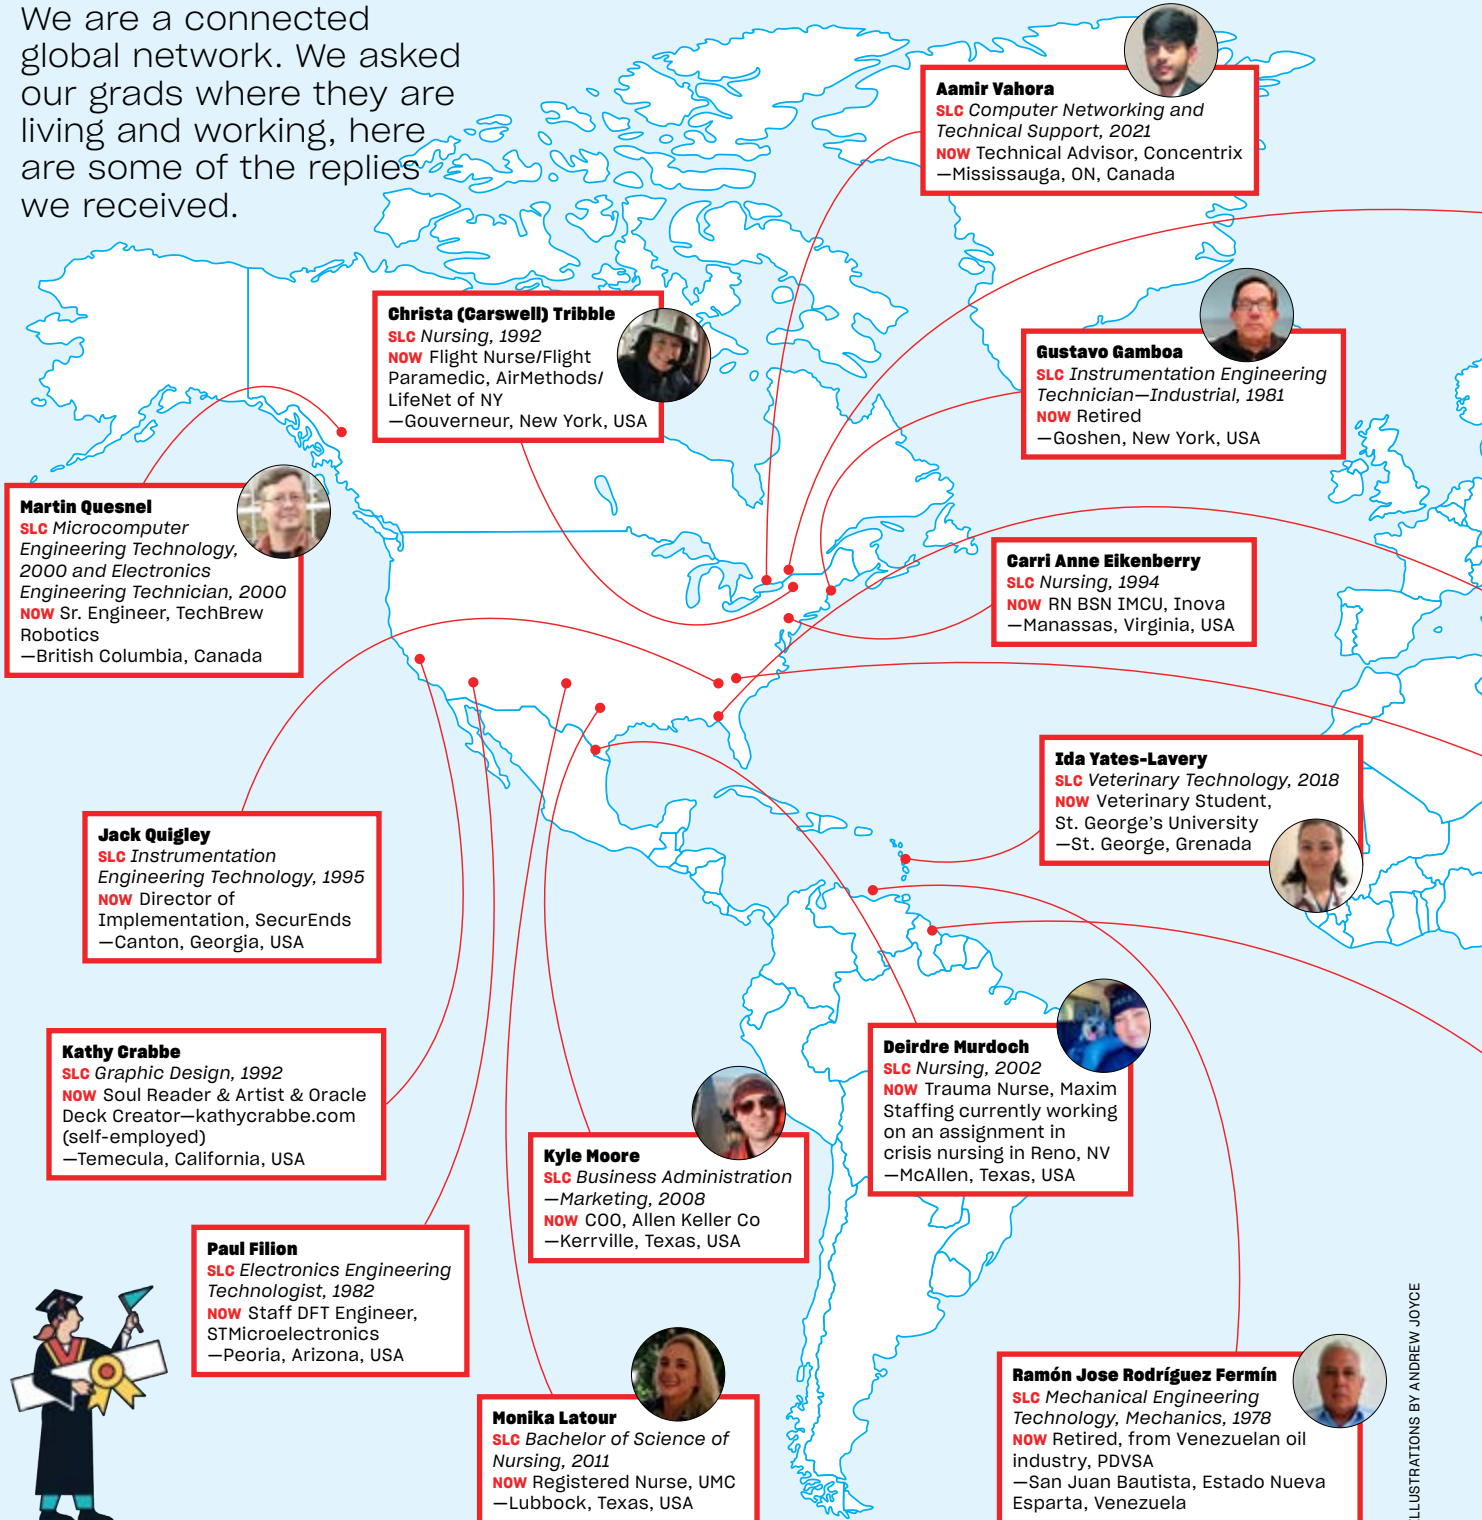 We are a connected
global network. We asked
our grads where they are
living and working, here
are some of the replies
we received.
Aamir Vahora
SLC Computer Networking and
Technical Support, 2021
NOW Technical Advisor, Concentrix
—Mississauga, ON, Canada
Christa (Carswell) Tribble
SLC Nursing, 1992
NOW Flight Nurse/Flight
Paramedic, AirMethods/
LifeNet of NY
—Gouverneur, New York, USA
Gustavo Gamboa
SLC Instrumentation Engineering
Technician—Industrial, 1981
NOW Retired
—Goshen, New York, USA
Martin Quesnel
SLC Microcomputer
Engineering Technology,
2000 and Electronics
Engineering Technician, 2000
NOW Sr. Engineer, TechBrew
Robotics
—British Columbia, Canada
Carri Anne Eikenberry
SLC Nursing, 1994
NOW RN BSN IMCU, Inova
—Manassas, Virginia, USA
Ida Yates-Lavery
SLC Veterinary Technology, 2018
NOW Veterinary Student,
St. George's University
—St. George, Grenada
Jack Quigley
SLC Instrumentation
Engineering Technology, 1995
NOW Director of
Implementation, SecurEnds
—Canton, Georgia, USA
Kathy Crabbe
SLC Graphic Design, 1992
NOW Soul Reader & Artist & Oracle
Deck Creator—kathycrabbe.com
(self-employed)
—Temecula, California, USA
Deirdre Murdoch
SLC Nursing, 2002
NOW Trauma Nurse, Maxim
Staffing currently working
on an assignment in
crisis nursing in Reno, NV
—McAllen, Texas, USA
Kyle Moore
SLC Business Administration
—Marketing, 2008
NOW COO, Allen Keller Co
—Kerrville, Texas, USA
Paul Filion
SLC Electronics Engineering
Technologist, 1982
NOW Staff DFT Engineer,
STMicroelectronics
—Peoria, Arizona, USA
Monika Latour
SLC Bachelor of Science of
Nursing, 2011
NOW Registered Nurse, UMC
—Lubbock, Texas, USA
Ramón Jose Rodríguez Fermín
SLC Mechanical Engineering
Technology, Mechanics, 1978
NOW Retired, from Venezuelan oil
industry, PDVSA
—San Juan Bautista, Estado Nueva
Esparta, Venezuela
LLUSTRATIONS BY ANDREW JOYCE